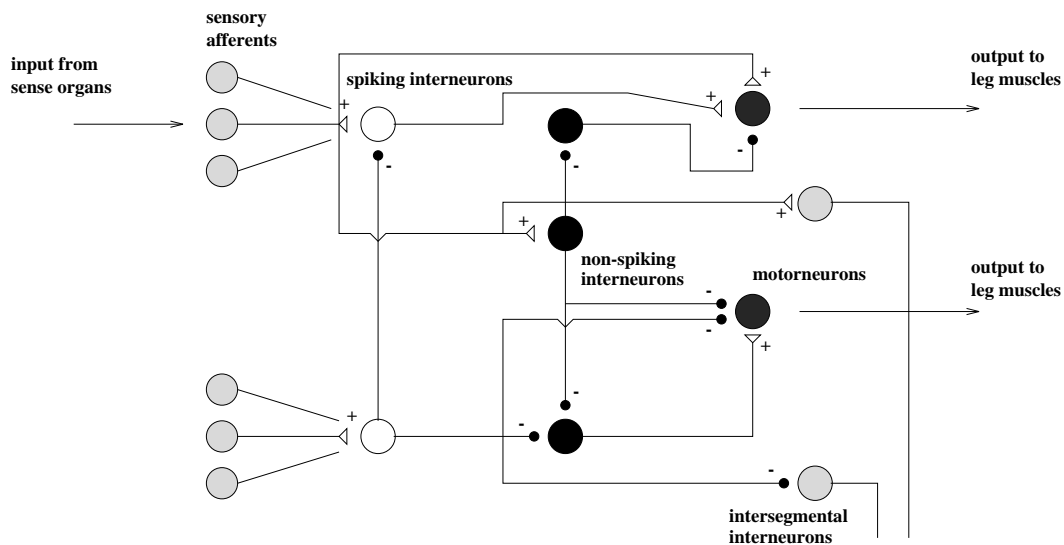 sensory
afferents
input from
sense organs
spiking interneurons
output to
leg muscles
+
+
+
-
-
-
+
+
non-spiking
interneurons
motorneurons
output to
leg muscles
-
-
+
-
+
-
-
intersegmental
interneurons